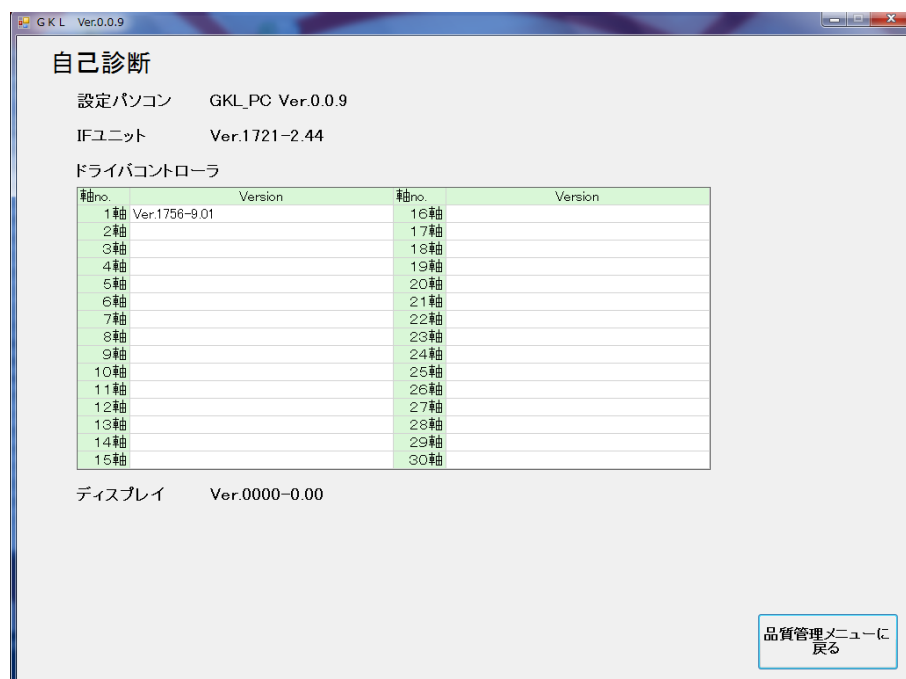 GKL Ver.0.0.9
自己診断
設定パソコン GKL_PC Ver.0.0.9
IFユニット Ver.1721-2.44
ドライバコントローラ
軸no. Version 軸no. Version
1軸 Ver.1756-9.01 16軸
2軸 17軸
3軸 18軸
4軸 19軸
5軸 20軸
6軸 21軸
7軸 22軸
8軸 23軸
9軸 24軸
10軸 25軸
11軸 26軸
12軸 27軸
13軸 28軸
14軸 29軸
15軸 30軸
ディスプレイ Ver.0000-0.00
品質管理メニューに
戻る